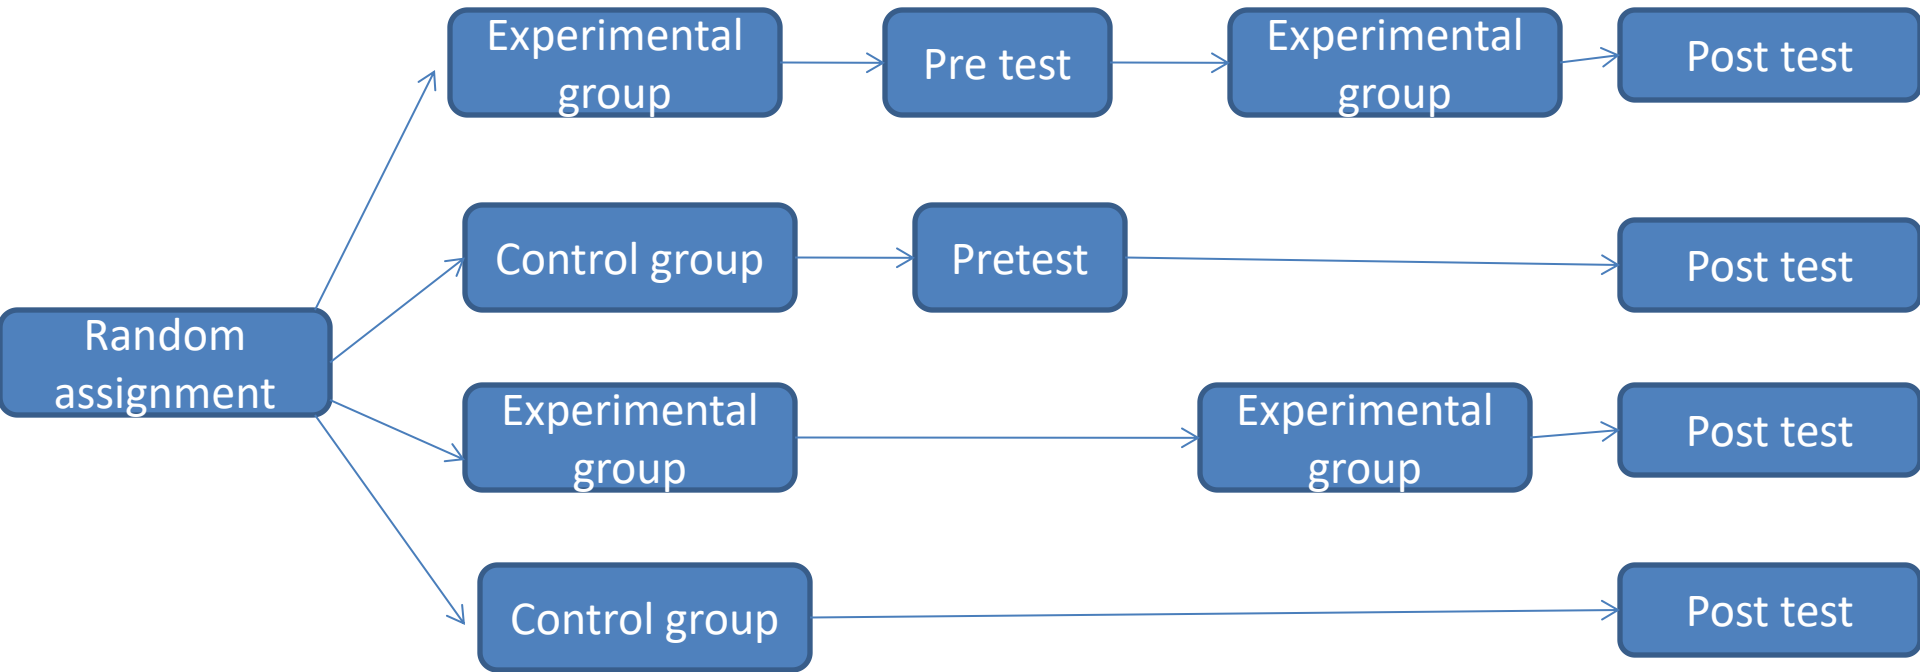 Experimental
group
Pre test
Experimental
group
Post test
Control group
Pretest
Post test
Random
assignment
Experimental
group
Experimental
group
Post test
Control group
Post test